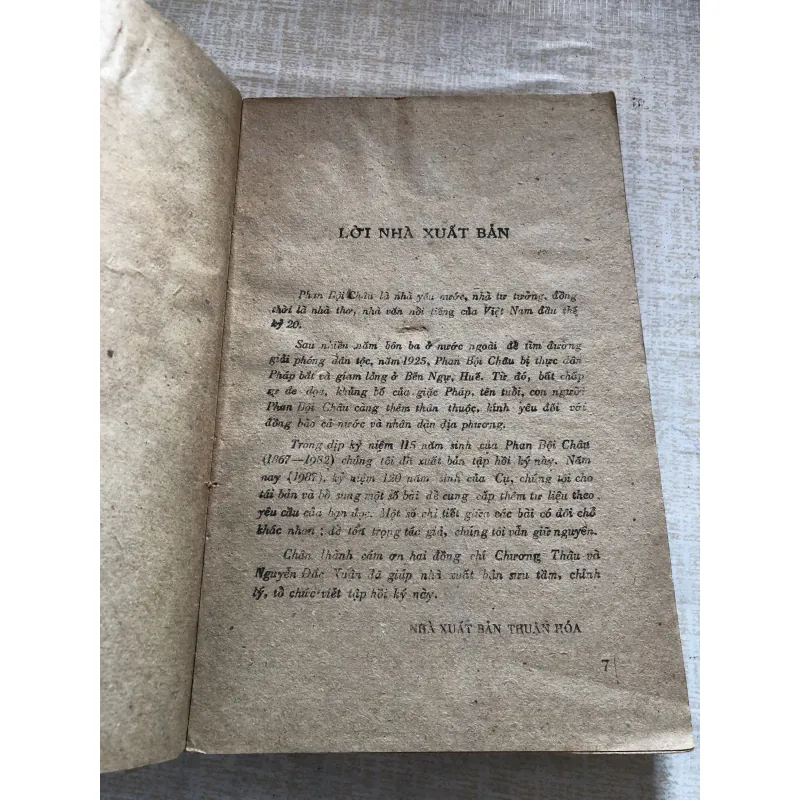 LỜI NHÀ XUẤT BẢN
Phan Bội Châu là nhà yêu nước, nhà tư tưởng, đồng
thời là nhà thơ, nhà văn nổi tiếng của Việt Nam đầu thế
kỷ 20.
Sau nhiều năm bôn ba ở nước ngoài để tìm đường
giải phóng dân tộc, năm 1925, Phan Bội Châu bị thực dân
Pháp bắt và giam lỏng ở Bến Ngự, Huế. Từ đó, bất chấp
sự đe dọa, khủng bố của giặc Pháp, tên tuổi, con người
Phan Bội Châu càng thêm thân thuộc, kính yêu đối với
đồng bào cả nước và nhân dân địa phương.
Trong dịp kỷ niệm 115 năm sinh của Phan Bội Châu
(1867—1982) chúng tôi đã xuất bản tập hồi ký này. Năm
nay (1987), kỷ niệm 120 năm sinh của Cụ, chúng tôi cho
tái bản và bổ sung một số bài để cung cấp thêm tư liệu theo
yêu cầu của bạn đọc. Một số chi tiết giữa các bài có đôi chỗ
khác nhau ; để tôn trọng tác giả, chúng tôi vẫn giữ nguyên.
Chân thành cám ơn hai đồng chí Chương Thâu và
Nguyễn Đắc Xuân đã giúp nhà xuất bản sưu tầm, chỉnh
lý, tổ chức viết tập hồi ký này.
NHÀ XUẤT BẢN THUẬN HÓA
7